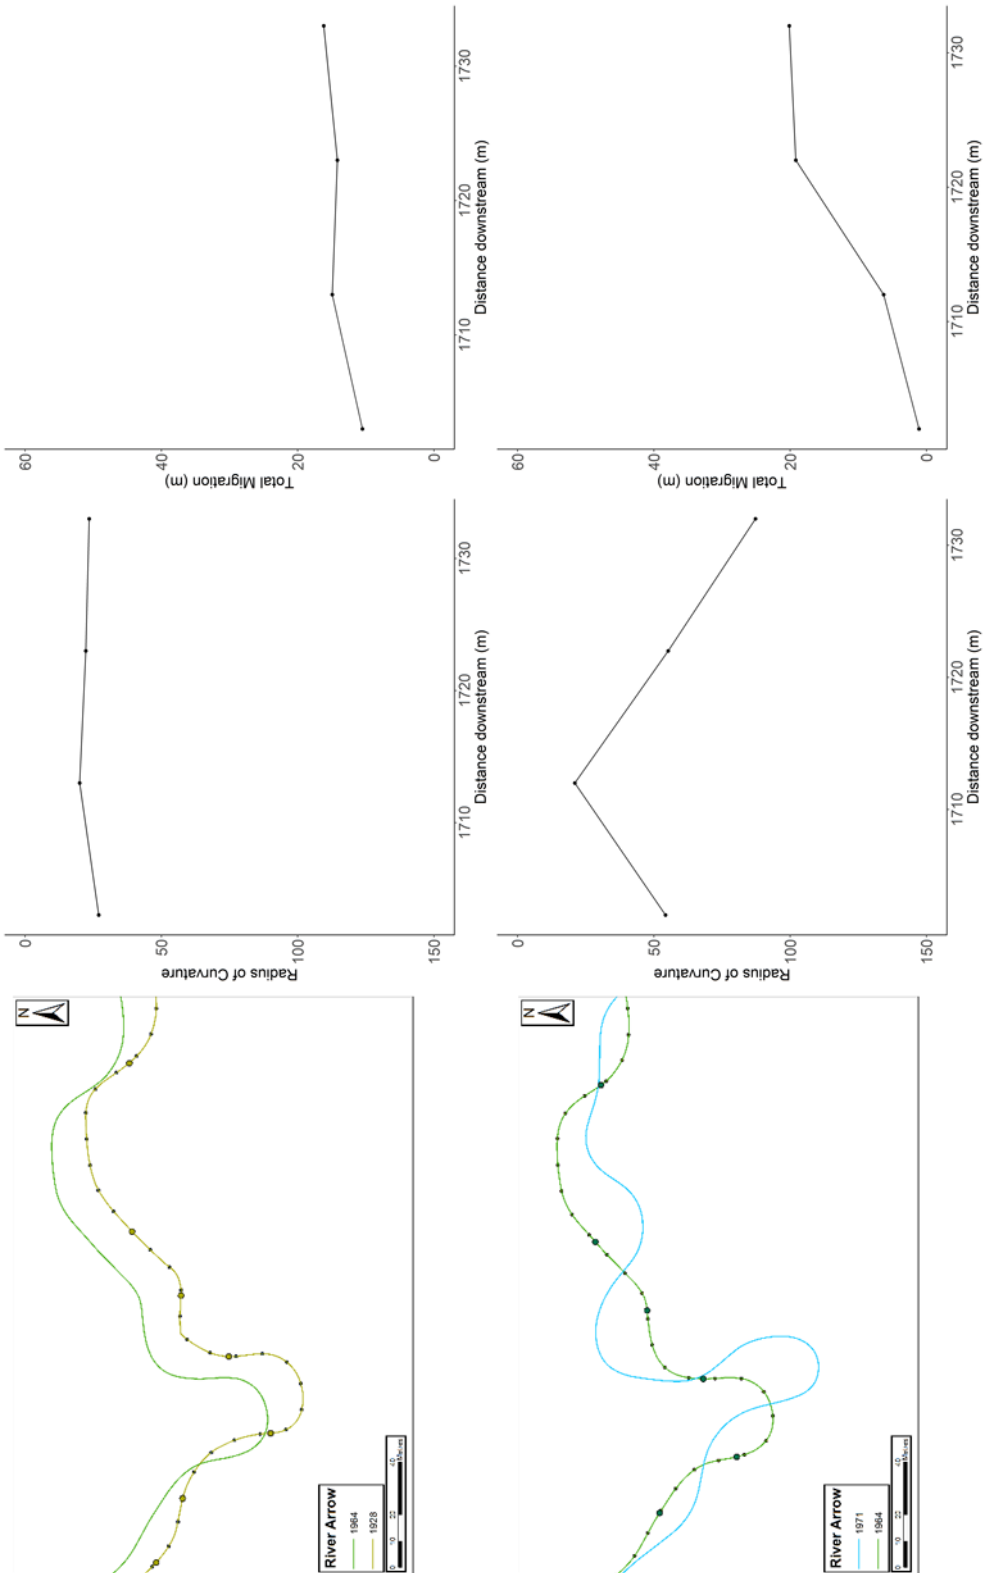 N
River Arrow
1964
1928
0 10 20 40
Metres
Radius of Curvature
0
50
100
150
1710 1720 1730
Distance downstream (m)
Total Migration (m)
60
40
20
0
1710 1720 1730
Distance downstream (m)
N
River Arrow
1971
1964
0 10 20 40
Metres
Radius of Curvature
0
50
100
150
1710 1720 1730
Distance downstream (m)
Total Migration (m)
60
40
20
0
1710 1720 1730
Distance downstream (m)